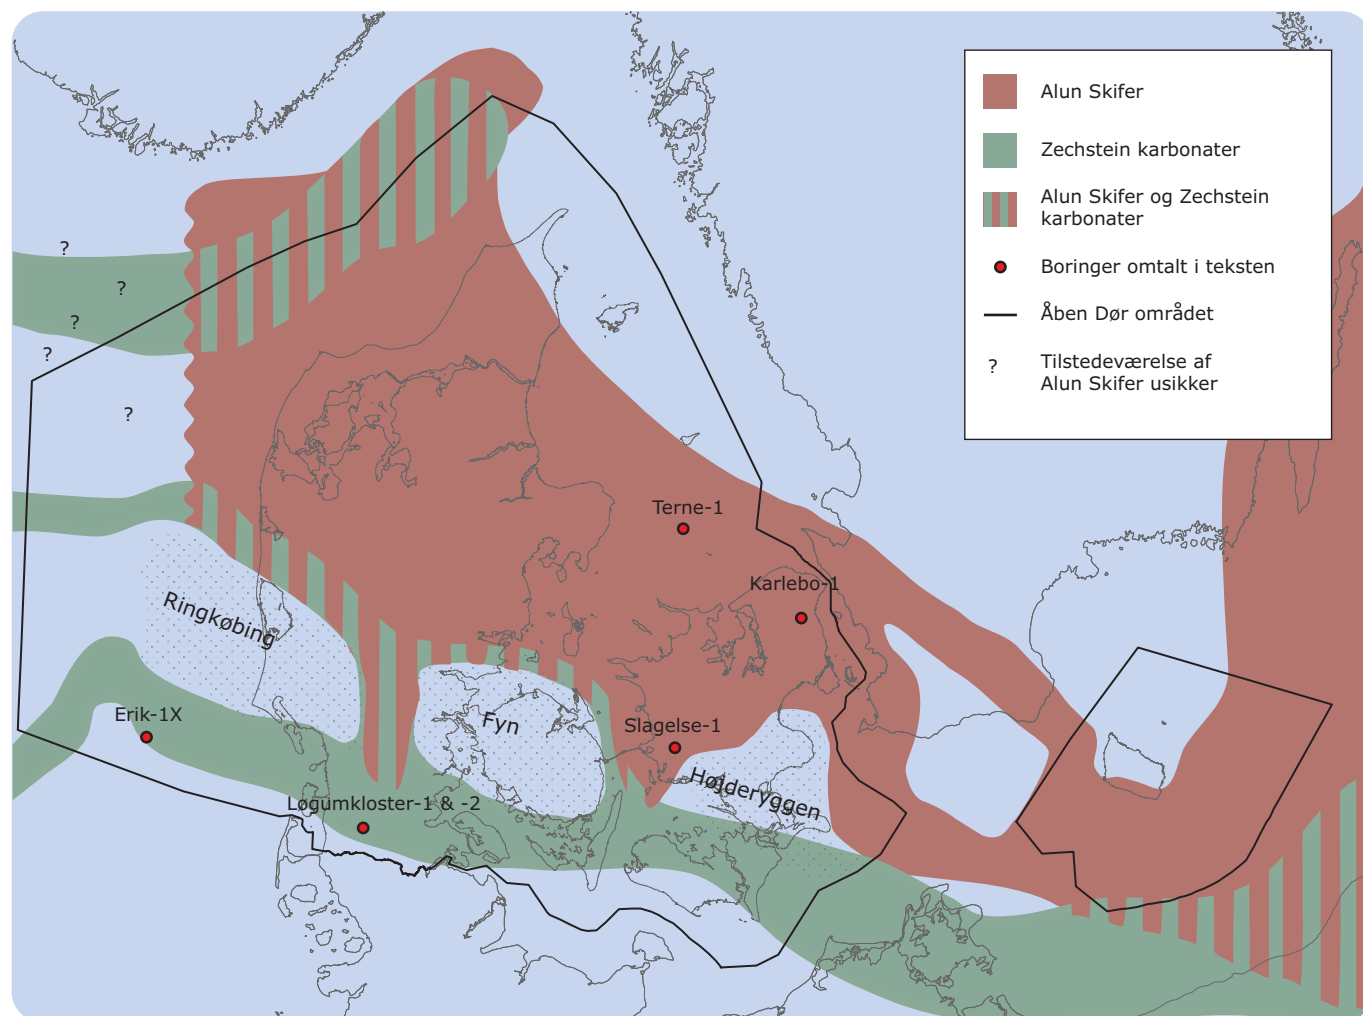 Alun Skifer
Zechstein karbonater
Alun Skifer og Zechstein
karbonater
Boringer omtalt i teksten
Åben Dør området
?
Tilstedeværelse af
Alun Skifer usikker
?
?
?
?
?
Terne-1
Karlebo-1
Ringkøbing
Erik-1X
Fyn
Slagelse-1
Højderyggen
Løgumkloster-1 & -2